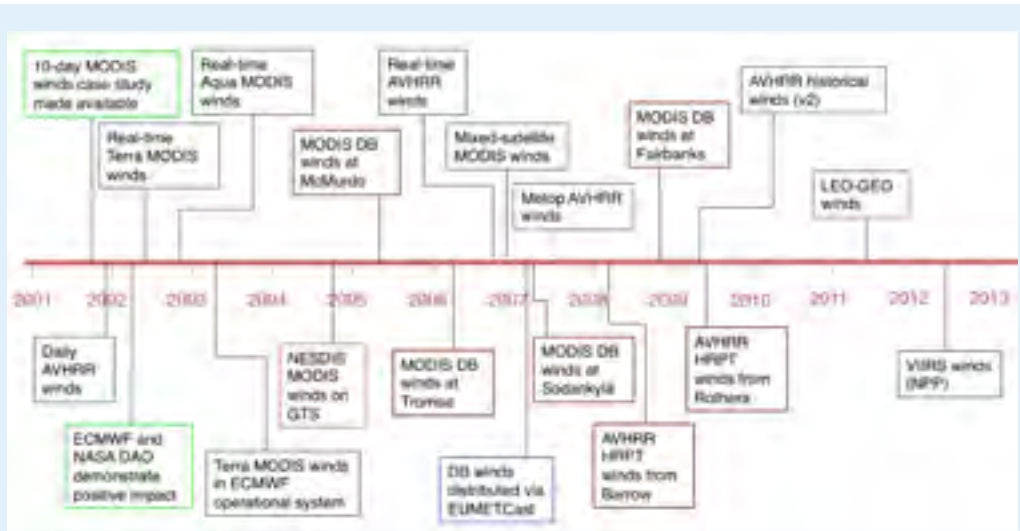 10-day MODIS
winds case study
made available
Real-time
Aqua MODIS
winds
Real-time
AVHRR
winds
AVHRR historical
winds (v2)
Real-time
Terra MODIS
winds
MODIS DB
winds at
McMurdo
Mixed-satellite
MODIS winds
MODIS DB
winds at
Fairbanks
Metop AVHRR
winds
LEO-GEO
winds
2001 2002 2003 2004 2005 2006 2007 2008 2009 2010 2011 2012 2013
Daily
AVHRR
winds
NESDIS
MODIS
winds on
GTS
MODIS DB
winds at
Tromsø
MODIS DB
winds at
Sodankylä
AVHRR
HRPT
winds from
Rothera
VIIRS winds
(NPP)
ECMWF and
NASA DAO
demonstrate
positive impact
Terra MODIS winds
in ECMWF
operational system
DB winds
distributed via
EUMETCast
AVHRR
HRPT
winds from
Barrow